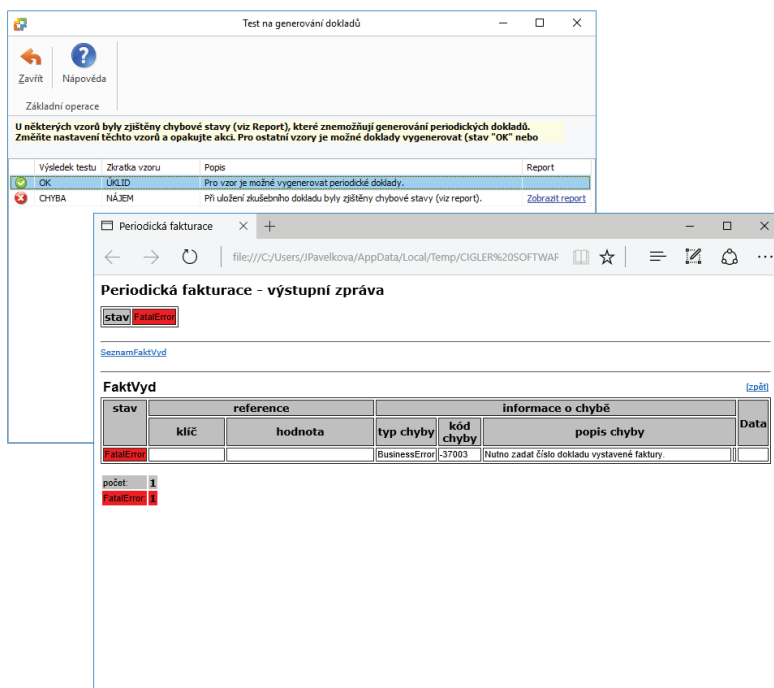 Test na generování dokladů
Zavřít Nápověda
Základní operace
U některých vzorů byly zjištěny chybové stavy (viz Report), které znemožňují generování periodických dokladů.
Změňte nastavení těchto vzorů a opakujte akci. Pro ostatní vzory je možné doklady vygenerovat (stav "OK" nebo
Výsledek testu Zkratka vzoru Popis Report
OK ÚKLID Pro vzor je možné vygenerovat periodické doklady.
CHYBA NÁJEM Při uložení zkušebního dokladu byly zjištěny chybové stavy (viz report). Zobrazit report
Periodická fakturace
file:///C:/Users/JPavelkova/AppData/Local/Temp/CIGLER%20SOFTWAF
Periodická fakturace - výstupní zpráva
stav FatalError
SeznamFaktVyd
FaktVyd [zpět]
stav reference informace o chybě Data
klíč hodnota typ chyby kód chyby popis chyby
FatalError BusinessError -37003 Nutno zadat číslo dokladu vystavené faktury.
počet: 1
FatalError: 1